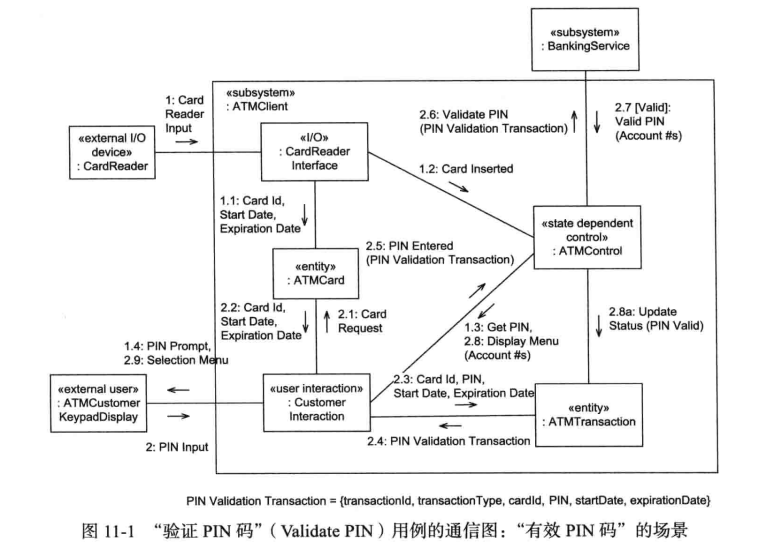 «subsystem»
: BankingService
«subsystem»
: ATMClient
1: Card
Reader
Input
2.6: Validate PIN
(PIN Validation Transaction)
2.7 [Valid]:
Valid PIN
(Account #s)
«external I/O
device»
: CardReader
«I/O»
: CardReader
Interface
1.2: Card Inserted
1.1: Card Id,
Start Date,
Expiration Date
«state dependent
control»
: ATMControl
2.5: PIN Entered
(PIN Validation Transaction)
«entity»
: ATMCard
2.2: Card Id,
Start Date,
Expiration Date
2.1: Card
Request
1.3: Get PIN,
2.8: Display Menu
(Account #s)
2.8a: Update
Status (PIN Valid)
1.4: PIN Prompt,
2.9: Selection Menu
«external user»
: ATMCustomer
KeypadDisplay
«user interaction»
: Customer
Interaction
2.3: Card Id, PIN,
Start Date, Expiration Date
«entity»
: ATMTransaction
2: PIN Input
2.4: PIN Validation Transaction
PIN Validation Transaction = {transactionId, transactionType, cardId, PIN, startDate, expirationDate}
图 11-1 “验证 PIN 码”(Validate PIN)用例的通信图:“有效 PIN 码”的场景